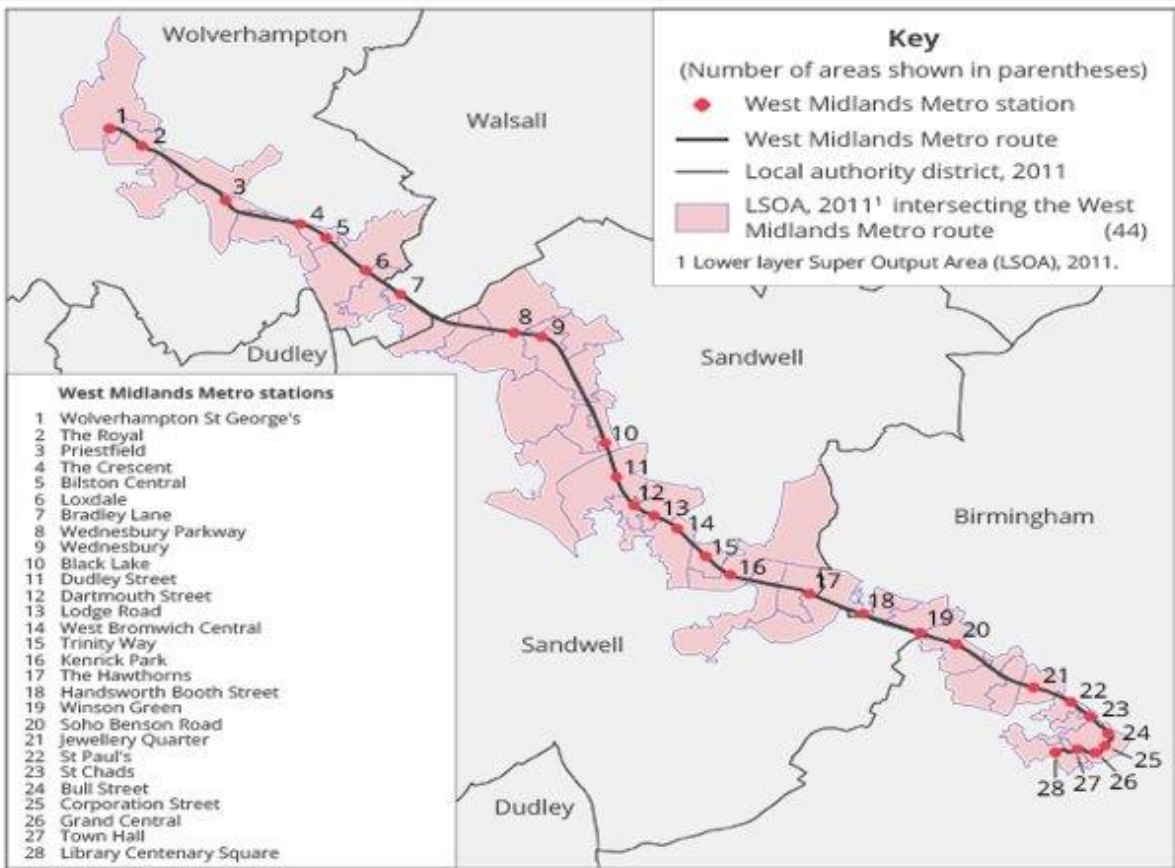 Wolverhampton
Walsall
Dudley
Sandwell
Birmingham
Sandwell
Dudley
Key
(Number of areas shown in parentheses)
West Midlands Metro station
West Midlands Metro route
Local authority district, 2011
LSOA, 2011¹ intersecting the West
Midlands Metro route (44)
1 Lower layer Super Output Area (LSOA), 2011.
1
2
3
4
5
6
7
8
9
10
11
12
13
14
15
16
17
18
19
20
21
22
23
24
25
26
27
28
West Midlands Metro stations
1 Wolverhampton St George's
2 The Royal
3 Priestfield
4 The Crescent
5 Bilston Central
6 Loxdale
7 Bradley Lane
8 Wednesbury Parkway
9 Wednesbury
10 Black Lake
11 Dudley Street
12 Dartmouth Street
13 Lodge Road
14 West Bromwich Central
15 Trinity Way
16 Kenrick Park
17 The Hawthorns
18 Handsworth Booth Street
19 Winson Green
20 Soho Benson Road
21 Jewellery Quarter
22 St Paul's
23 St Chads
24 Bull Street
25 Corporation Street
26 Grand Central
27 Town Hall
28 Library Centenary Square